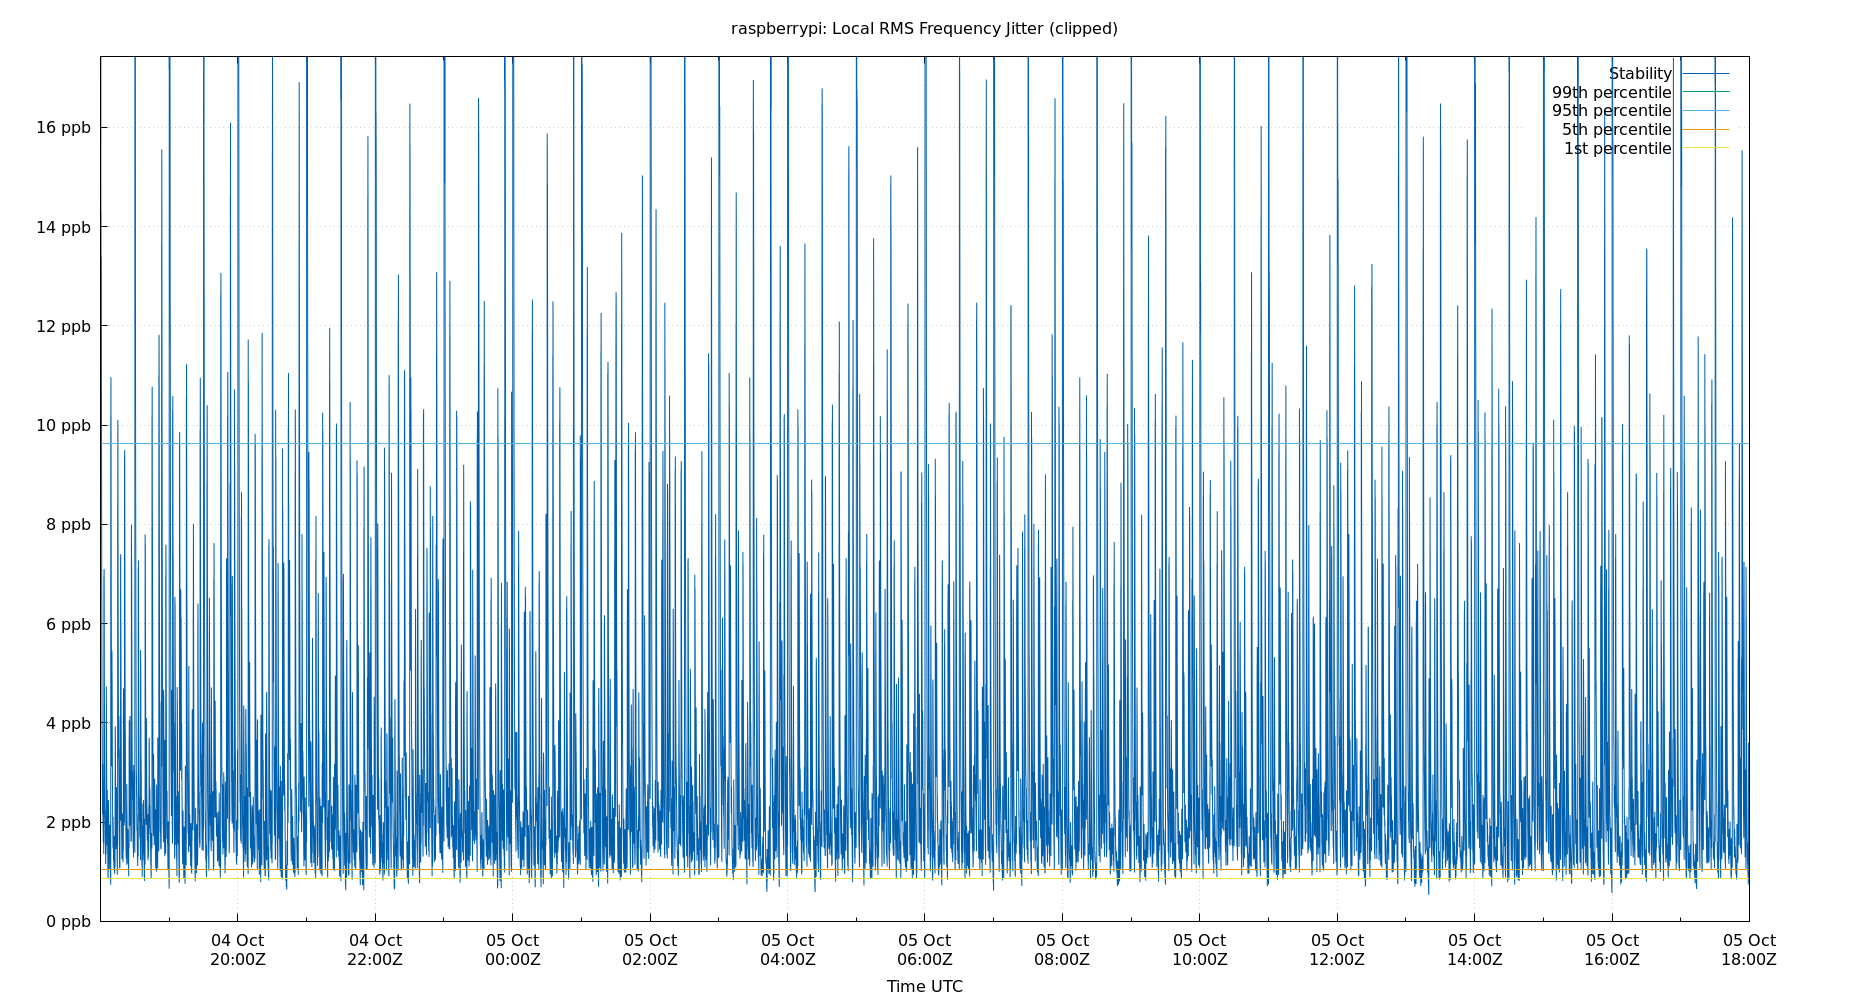 raspberrypi: Local RMS Frequency Jitter (clipped)
Stability
99th percentile
95th percentile
5th percentile
1st percentile
16 ppb
14 ppb
12 ppb
10 ppb
8 ppb
6 ppb
4 ppb
2 ppb
0 ppb
04 Oct 04 Oct 05 Oct 05 Oct 05 Oct 05 Oct 05 Oct 05 Oct 05 Oct 05 Oct 05 Oct 05 Oct
20:00Z 22:00Z 00:00Z 02:00Z 04:00Z 06:00Z 08:00Z 10:00Z 12:00Z 14:00Z 16:00Z 18:00Z
Time UTC